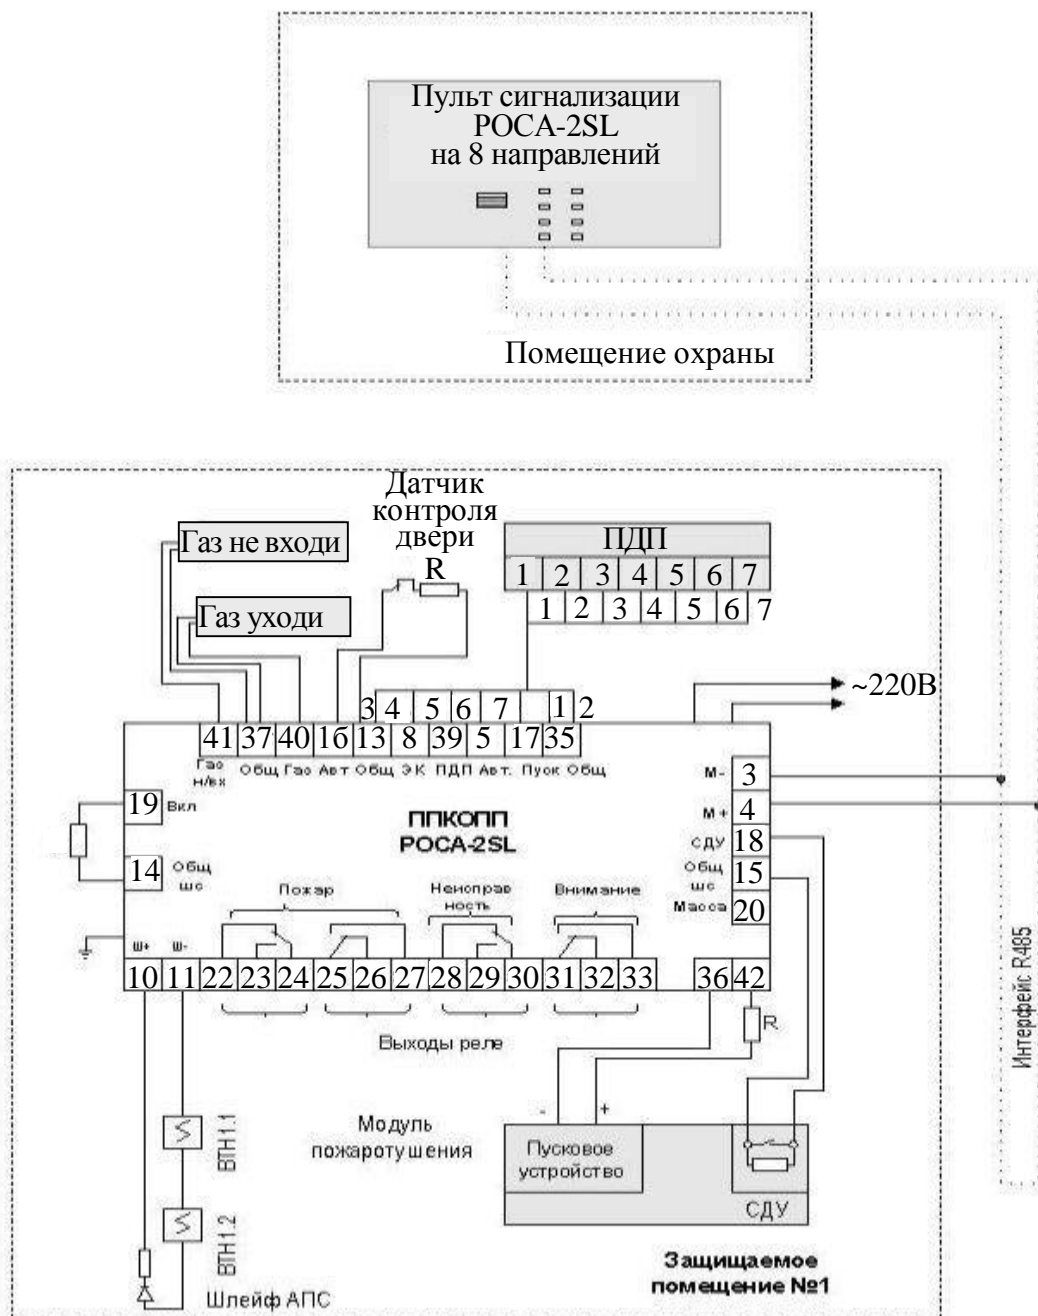 Пульт сигнализации
РОСА-2SL
на 8 направлений
Помещение охраны
Датчик
контроля
двери
R
Газ не входи
Газ уходи
ПДП
1 2 3 4 5 6 7
1 2 3 4 5 6 7
~220В
3 4 5 6 7 1 2
41 37 40 16 13 8 39 5 17 35
Газ н/вх Общ Газ Авт Общ ЭК ПДП Авт. Пуск Общ
19 Вкл
14 Общ шс
ППКОПП
РОСА-2SL
М- 3
М+ 4
СДУ 18
Общ шс 15
Масса 20
Пожар
Неисправ
ность
Внимание
Ш+ Ш-
10 11 22 23 24 25 26 27 28 29 30 31 32 33 36 42
Выходы реле
R
Интерфейс R485
Модуль
пожаротушения
- +
Пусковое
устройство
СДУ
ВТН1.1
ВТН1.2
Шлейф АПС
Защищаемое
помещение №1